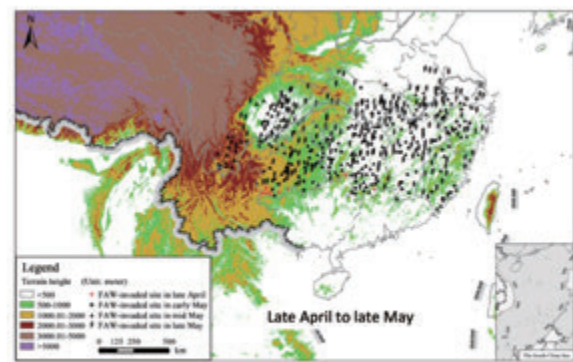 N
Legend
Terrain height (Unit: meter)
<500
500-1000
1000.01-2000
2000.01-3000
3000.01-5000
>5000
FAW-invaded site in late April
FAW-invaded site in early May
FAW-invaded site in mid May
FAW-invaded site in late May
0 125 250 500
km
Late April to late May